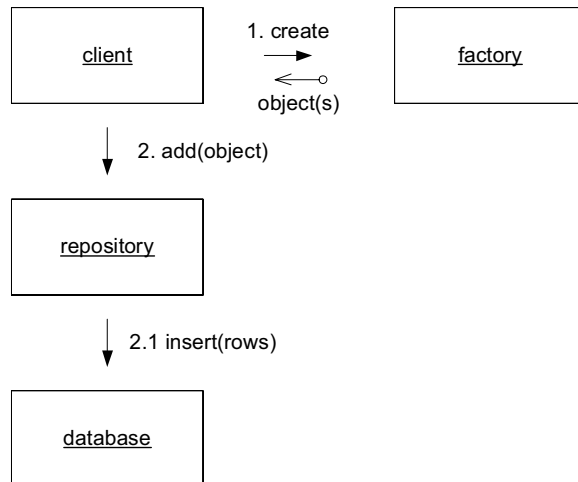 1. create
client
factory
object(s)
2. add(object)
repository
2.1 insert(rows)
database